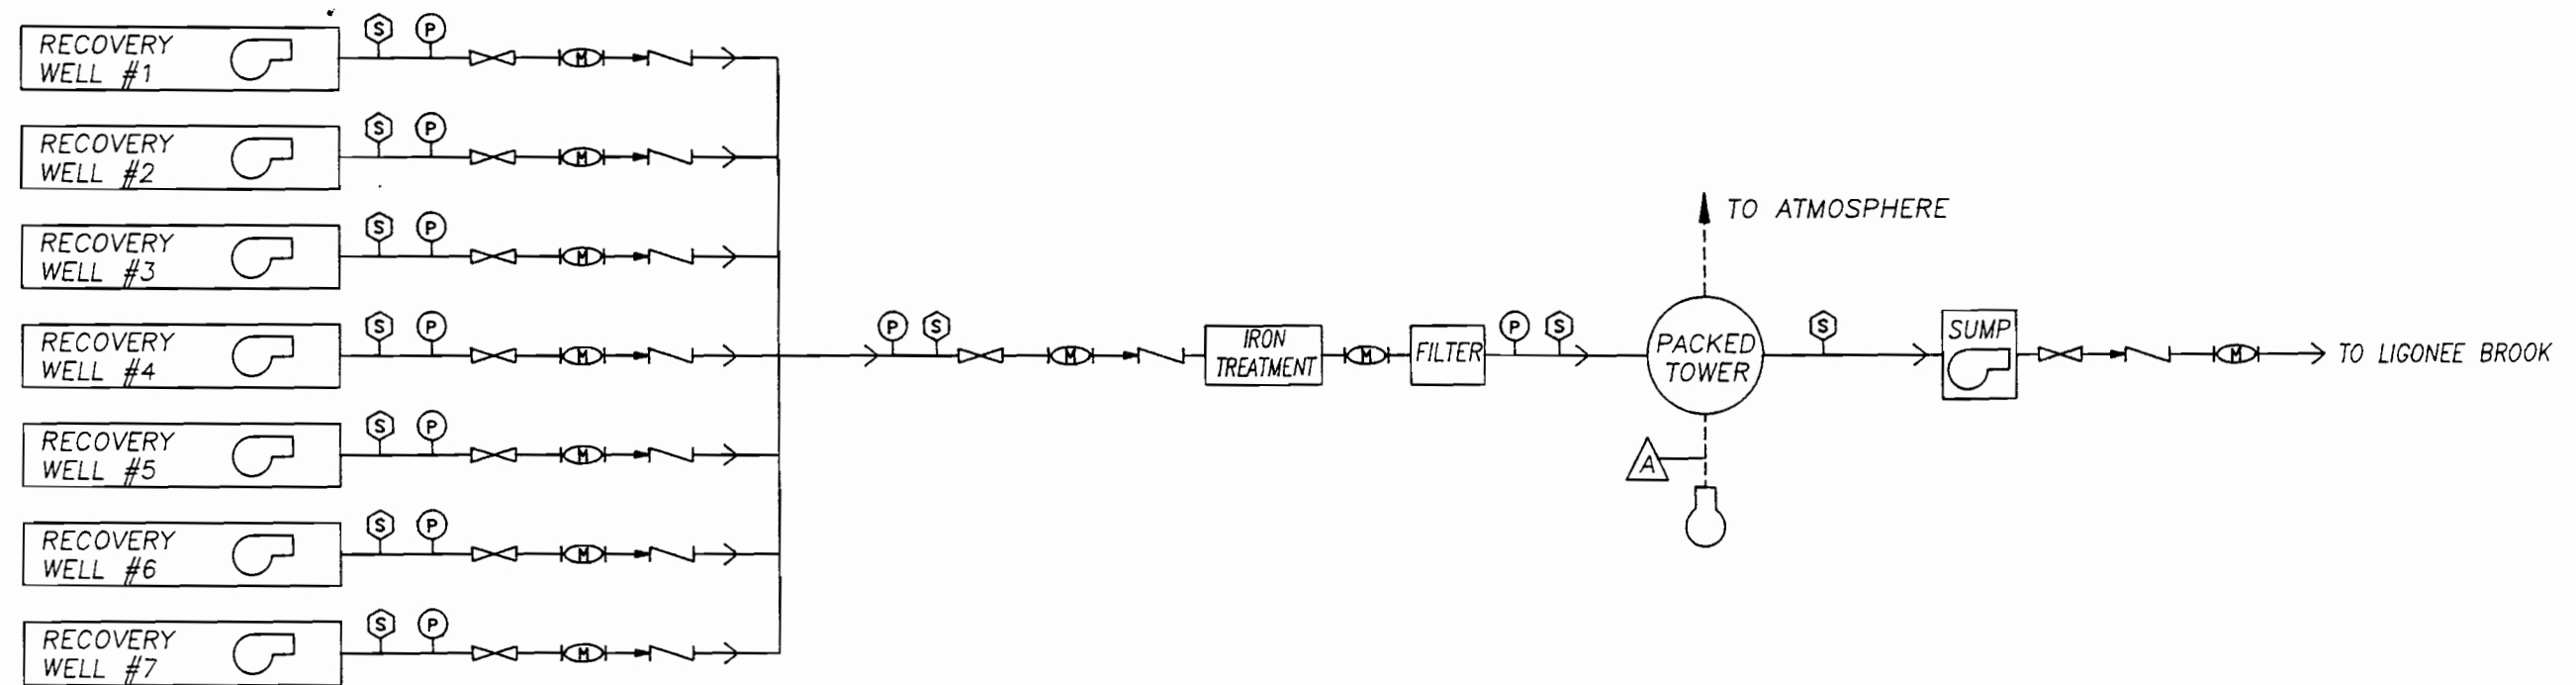 RECOVERY
WELL #1
S
P
M
RECOVERY
WELL #2
S
P
M
RECOVERY
WELL #3
S
P
M
RECOVERY
WELL #4
S
P
M
RECOVERY
WELL #5
S
P
M
RECOVERY
WELL #6
S
P
M
RECOVERY
WELL #7
S
P
M
P
S
M
IRON
TREATMENT
M
FILTER
P
S
TO ATMOSPHERE
PACKED
TOWER
A
S
SUMP
M
TO LIGONEE BROOK